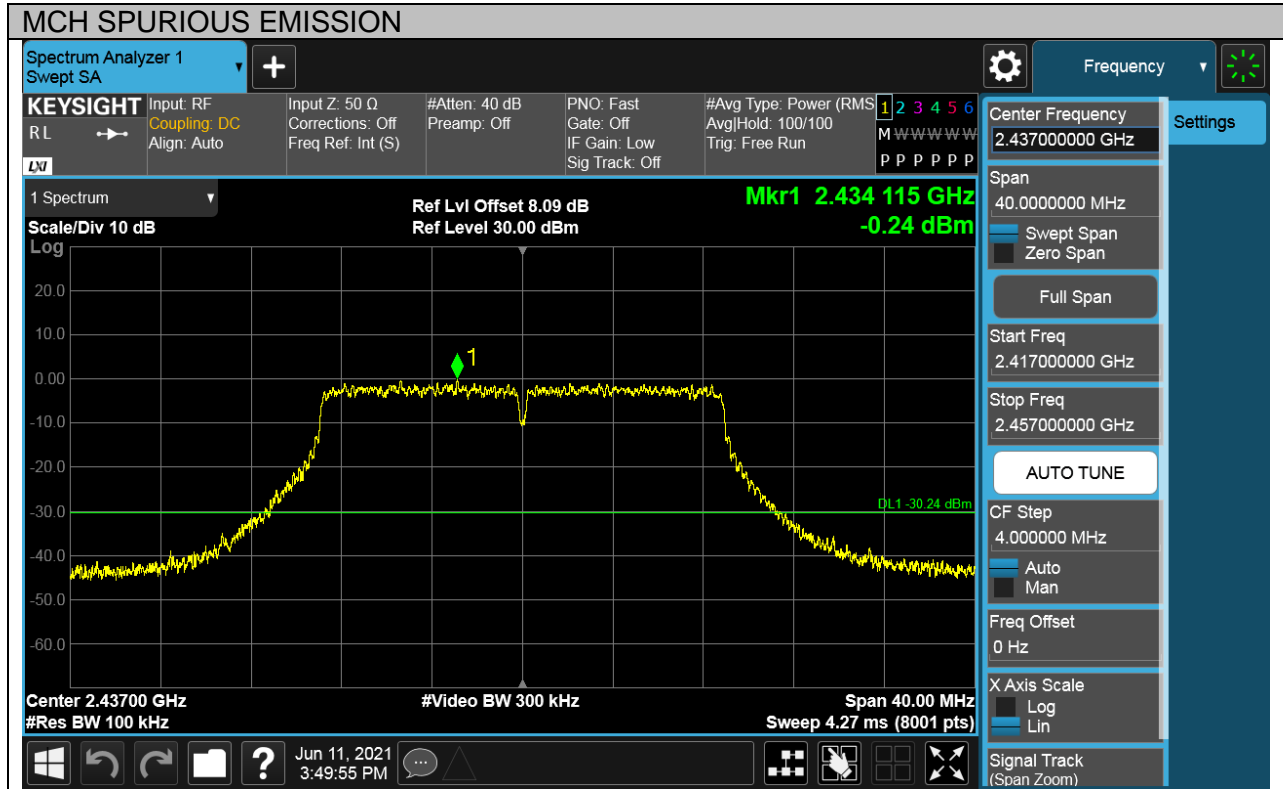 MCH SPURIOUS EMISSION
Spectrum Analyzer 1
Swept SA
+
Frequency
KEYSIGHT
RL
LXI
Input: RF
Coupling: DC
Align: Auto
Input Z: 50 Ω
Corrections: Off
Freq Ref: Int (S)
#Atten: 40 dB
Preamp: Off
PNO: Fast
Gate: Off
IF Gain: Low
Sig Track: Off
#Avg Type: Power (RMS
Avg|Hold: 100/100
Trig: Free Run
1 2 3 4 5 6
M W W W W W
P P P P P P
1 Spectrum
Scale/Div 10 dB
Ref Lvl Offset 8.09 dB
Ref Level 30.00 dBm
Mkr1 2.434 115 GHz
-0.24 dBm
Log
20.0
10.0
0.00
-10.0
-20.0
-30.0
-40.0
-50.0
-60.0
1
DL1 -30.24 dBm
Center 2.43700 GHz
#Res BW 100 kHz
#Video BW 300 kHz
Span 40.00 MHz
Sweep 4.27 ms (8001 pts)
?
Jun 11, 2021
3:49:55 PM
Center Frequency
2.437000000 GHz
Settings
Span
40.0000000 MHz
Swept Span
Zero Span
Full Span
Start Freq
2.417000000 GHz
Stop Freq
2.457000000 GHz
AUTO TUNE
CF Step
4.000000 MHz
Auto
Man
Freq Offset
0 Hz
X Axis Scale
Log
Lin
Signal Track
(Span Zoom)